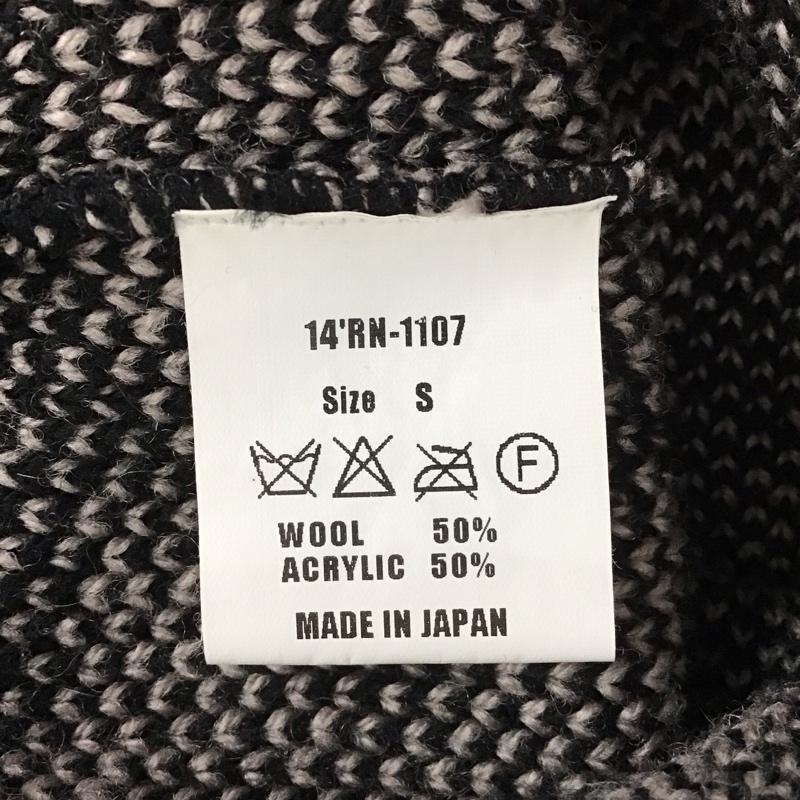 14'RN-1107
Size S
F
WOOL 50%
ACRYLIC 50%
MADE IN JAPAN